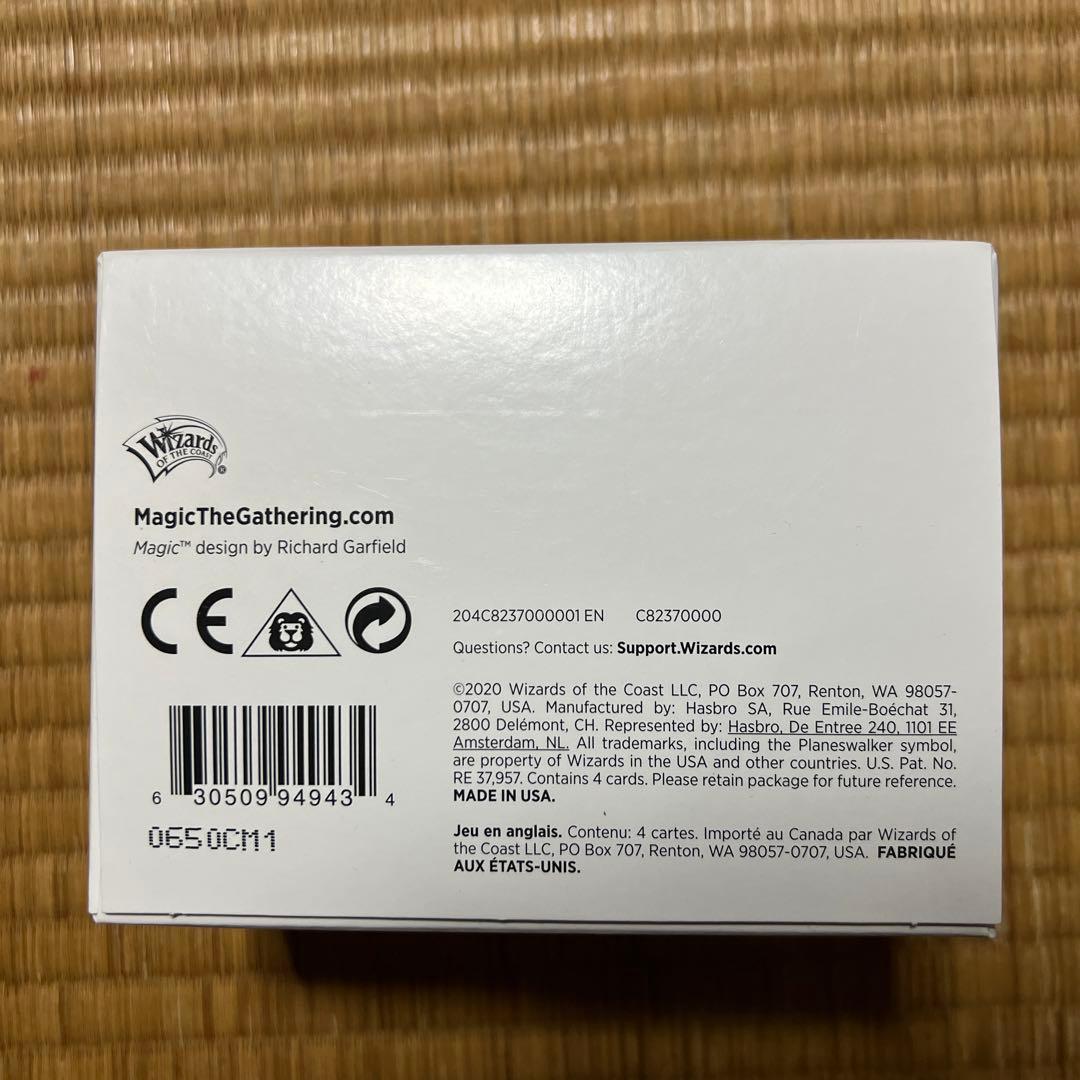 Wizards
OF THE COAST
®
MagicTheGathering.com
Magic™ design by Richard Garfield
CE
204C8237000001 EN C82370000
Questions? Contact us: Support.Wizards.com
©2020 Wizards of the Coast LLC, PO Box 707, Renton, WA 98057-
0707, USA. Manufactured by: Hasbro SA, Rue Emile-Boéchat 31,
2800 Delémont, CH. Represented by: Hasbro, De Entree 240, 1101 EE
Amsterdam, NL. All trademarks, including the Planeswalker symbol,
are property of Wizards in the USA and other countries. U.S. Pat. No.
RE 37,957. Contains 4 cards. Please retain package for future reference.
MADE IN USA.
6 30509 94943 4
0650CM1
Jeu en anglais. Contenu: 4 cartes. Importé au Canada par Wizards of
the Coast LLC, PO Box 707, Renton, WA 98057-0707, USA. FABRIQUÉ
AUX ÉTATS-UNIS.